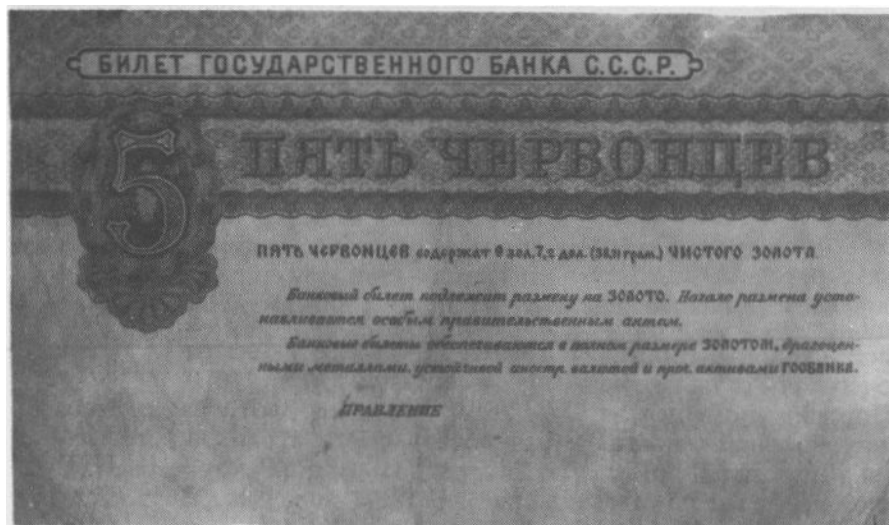 БИЛЕТ ГОСУДАРСТВЕННОГО БАНКА С.С.С.Р.
5 ПЯТЬ ЧЕРВОНЦЕВ
ПЯТЬ ЧЕРВОНЦЕВ содержат 9 зол. 7,2 дол. (38,71 грам.) ЧИСТОГО ЗОЛОТА
Банковый билет подлежит размену на ЗОЛОТО. Начало размена уста-
навливается особым правительственным актом.
Банковые билеты обеспечиваются в полном размере ЗОЛОТОМ, драгоцен-
ными металлами, устойчивой иностр. валютой и проч. активами ГОСБАНКА.
ПРАВЛЕНИЕ